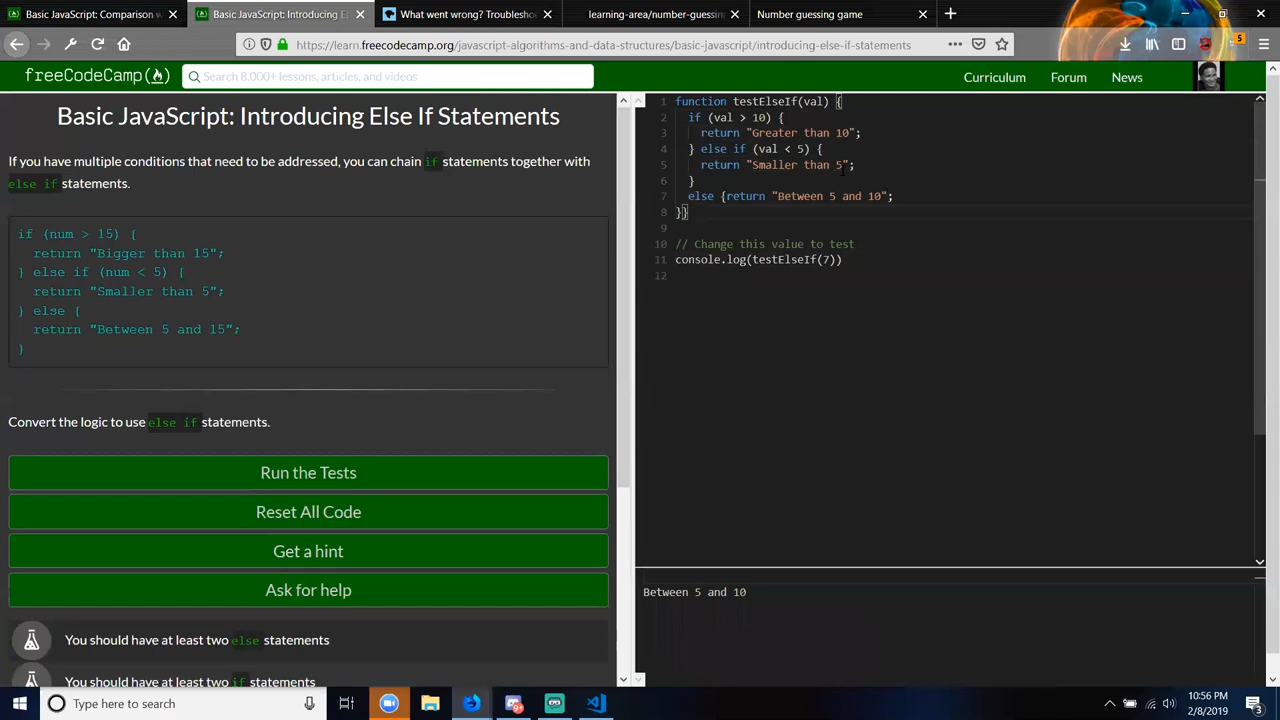 Basic JavaScript: Comparison w
Basic JavaScript: Introducing El
What went wrong? Troublesho
learning-area/number-guessing
Number guessing game
https://learn.freecodecamp.org/javascript-algorithms-and-data-structures/basic-javascript/introducing-else-if-statements
5
freeCodeCamp
Search 8,000+ lessons, articles, and videos
Curriculum
Forum
News
Basic JavaScript: Introducing Else If Statements
If you have multiple conditions that need to be addressed, you can chain if statements together with
else if statements.
if (num > 15) {
return "Bigger than 15";
} else if (num < 5) {
return "Smaller than 5";
} else {
return "Between 5 and 15";
}
Convert the logic to use else if statements.
Run the Tests
Reset All Code
Get a hint
Ask for help
You should have at least two else statements
You should have at least two if statements
1 function testElseIf(val) {
2 if (val > 10) {
3 return "Greater than 10";
4 } else if (val < 5) {
5 return "Smaller than 5";
6 }
7 else {return "Between 5 and 10";
8 }}
9
10 // Change this value to test
11 console.log(testElseIf(7))
12
Between 5 and 10
Type here to search
10:56 PM
2/8/2019
3